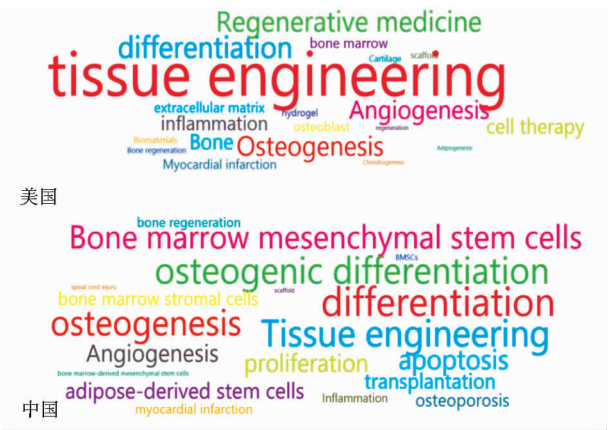 Regenerative medicine
differentiation
bone marrow
Cartilage
scaffold
tissue engineering
extracellular matrix
hydrogel
Angiogenesis
inflammation
osteoblast
regeneration
cell therapy
Biomaterials
Bone
Osteogenesis
Bone regeneration
Adipogenesis
Myocardial infarction
Chondrogenesis
美国
bone regeneration
Bone marrow mesenchymal stem cells
BMSCs
osteogenic differentiation
spinal cord injury
scaffold
bone marrow stromal cells
differentiation
osteogenesis
Tissue engineering
Angiogenesis
proliferation
apoptosis
bone marrow-derived mesenchymal stem cells
transplantation
adipose-derived stem cells
Inflammation
osteoporosis
中国
myocardial infarction